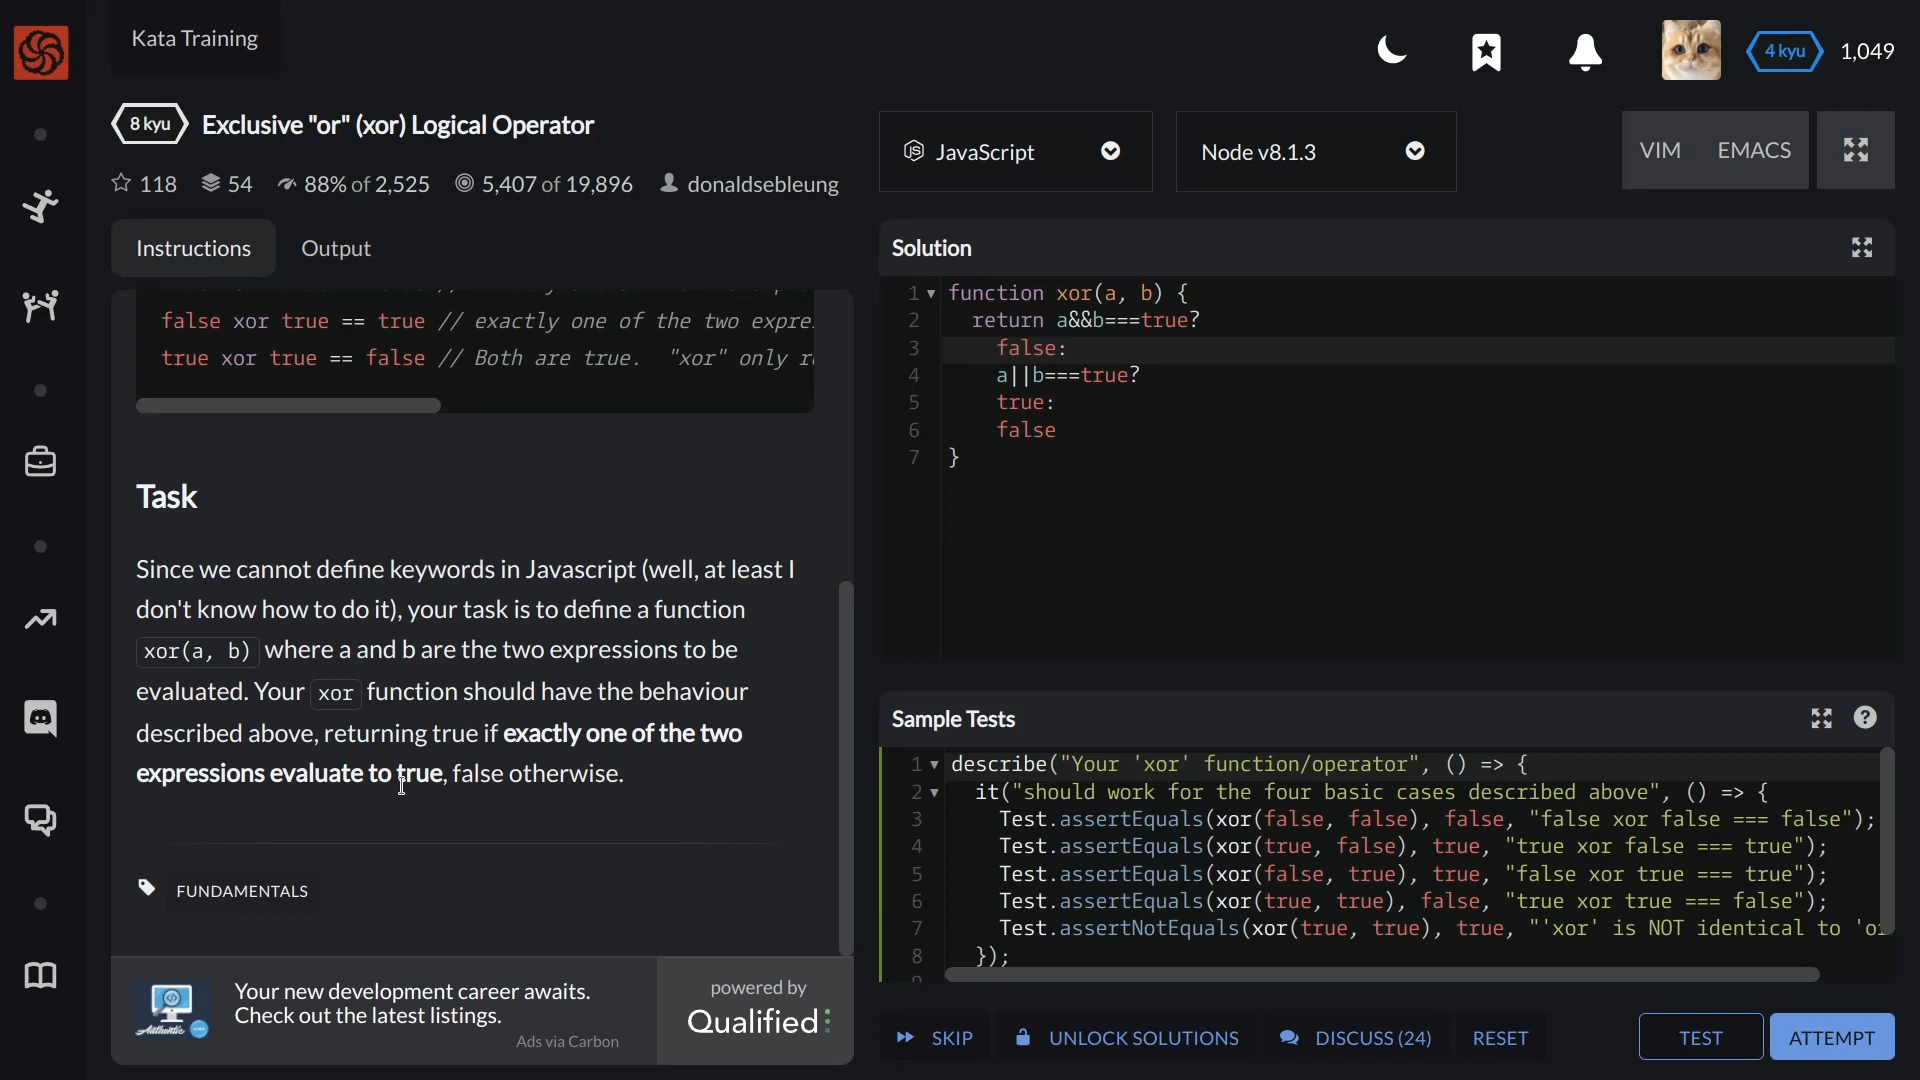 Kata Training
4 kyu
1,049
8 kyu
Exclusive "or" (xor) Logical Operator
118
54
88% of 2,525
5,407 of 19,896
donaldsebleung
Instructions
Output
false xor true == true // exactly one of the two expre
true xor true == false // Both are true.  "xor" only r
Task
Since we cannot define keywords in Javascript (well, at least I
don't know how to do it), your task is to define a function
xor(a, b) where a and b are the two expressions to be
evaluated. Your xor function should have the behaviour
described above, returning true if exactly one of the two
expressions evaluate to true, false otherwise.
FUNDAMENTALS
Your new development career awaits.
Check out the latest listings.
Ads via Carbon
powered by
Qualified
JavaScript
Node v8.1.3
VIM
EMACS
Solution
1 function xor(a, b) {
2 return a&&b===true?
3 false:
4 a||b===true?
5 true:
6 false
7 }
Sample Tests
1 describe("Your 'xor' function/operator", () => {
2 it("should work for the four basic cases described above", () => {
3 Test.assertEquals(xor(false, false), false, "false xor false === false");
4 Test.assertEquals(xor(true, false), true, "true xor false === true");
5 Test.assertEquals(xor(false, true), true, "false xor true === true");
6 Test.assertEquals(xor(true, true), false, "true xor true === false");
7 Test.assertNotEquals(xor(true, true), true, "'xor' is NOT identical to 'o
8 });
SKIP
UNLOCK SOLUTIONS
DISCUSS (24)
RESET
TEST
ATTEMPT